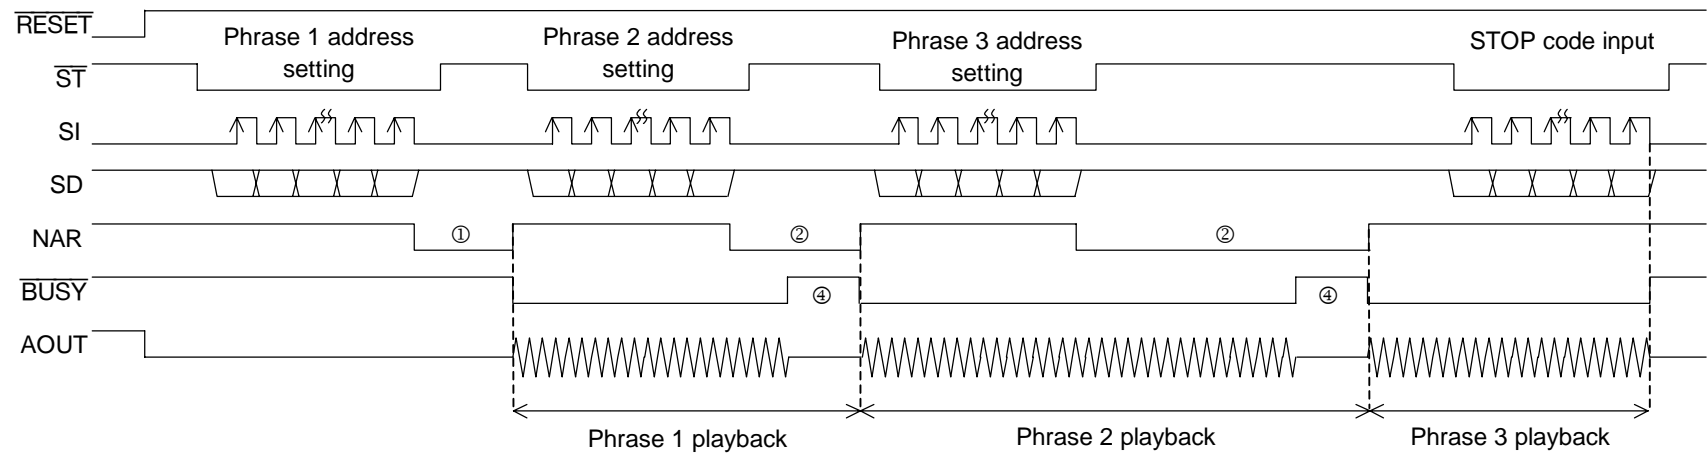 RESET
Phrase 1 address
setting
Phrase 2 address
setting
Phrase 3 address
setting
STOP code input
ST
SI
SD
NAR
①
②
②
BUSY
④
④
AOUT
Phrase 1 playback
Phrase 2 playback
Phrase 3 playback